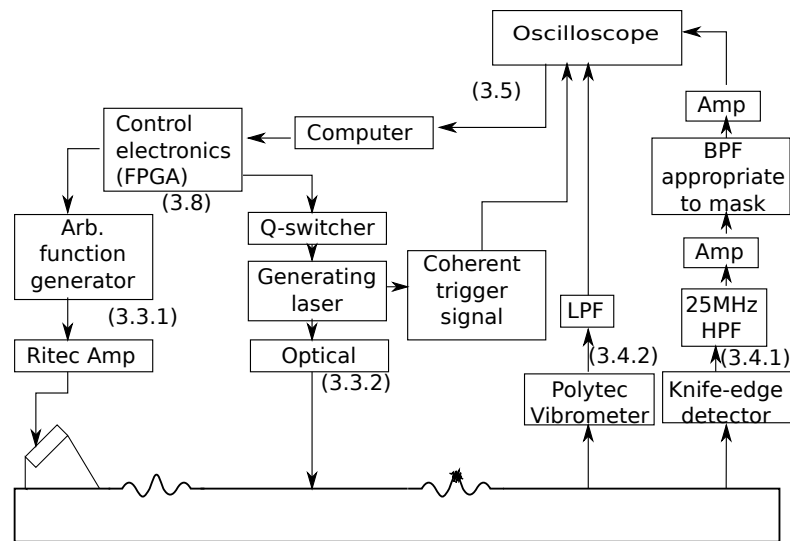 Oscilloscope
(3.5)
Amp
Control
electronics
(FPGA)
(3.8)
Computer
BPF
appropriate
to mask
Arb.
function
generator
(3.3.1)
Q-switcher
Generating
laser
Coherent
trigger
signal
Amp
LPF
25MHz
HPF
Ritec Amp
Optical
(3.3.2)
(3.4.2)
(3.4.1)
Polytec
Vibrometer
Knife-edge
detector